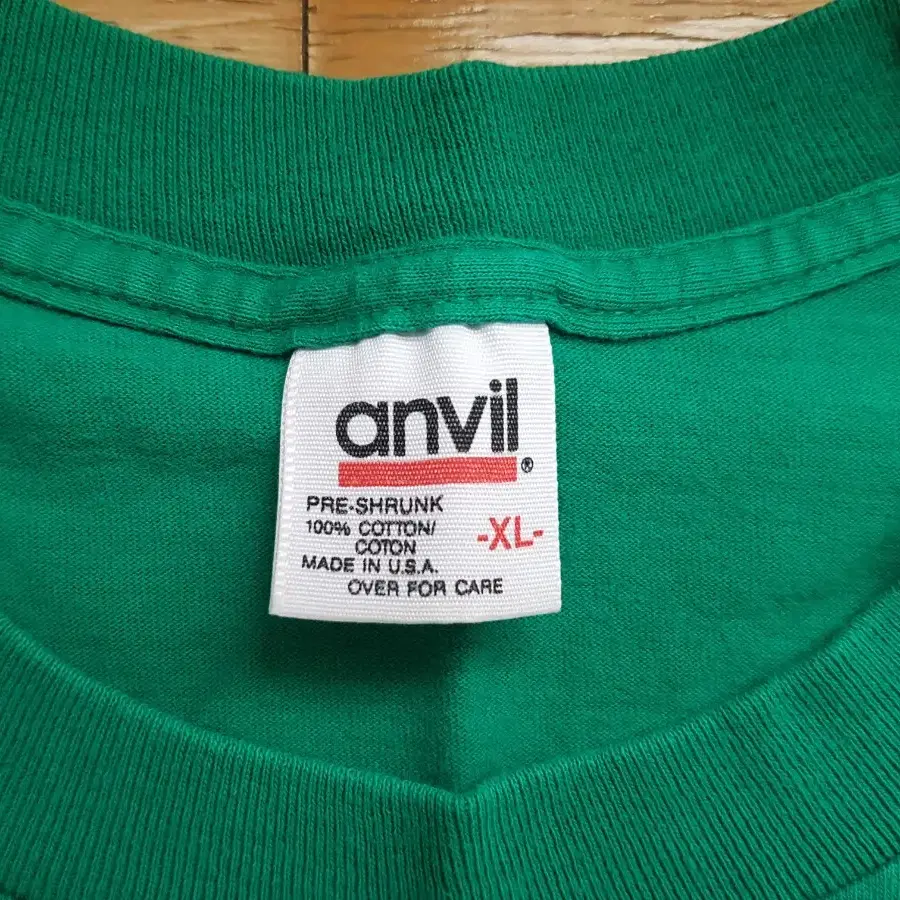 anvil®
PRE-SHRUNK
100% COTTON/
COTON
-XL-
MADE IN U.S.A.
OVER FOR CARE